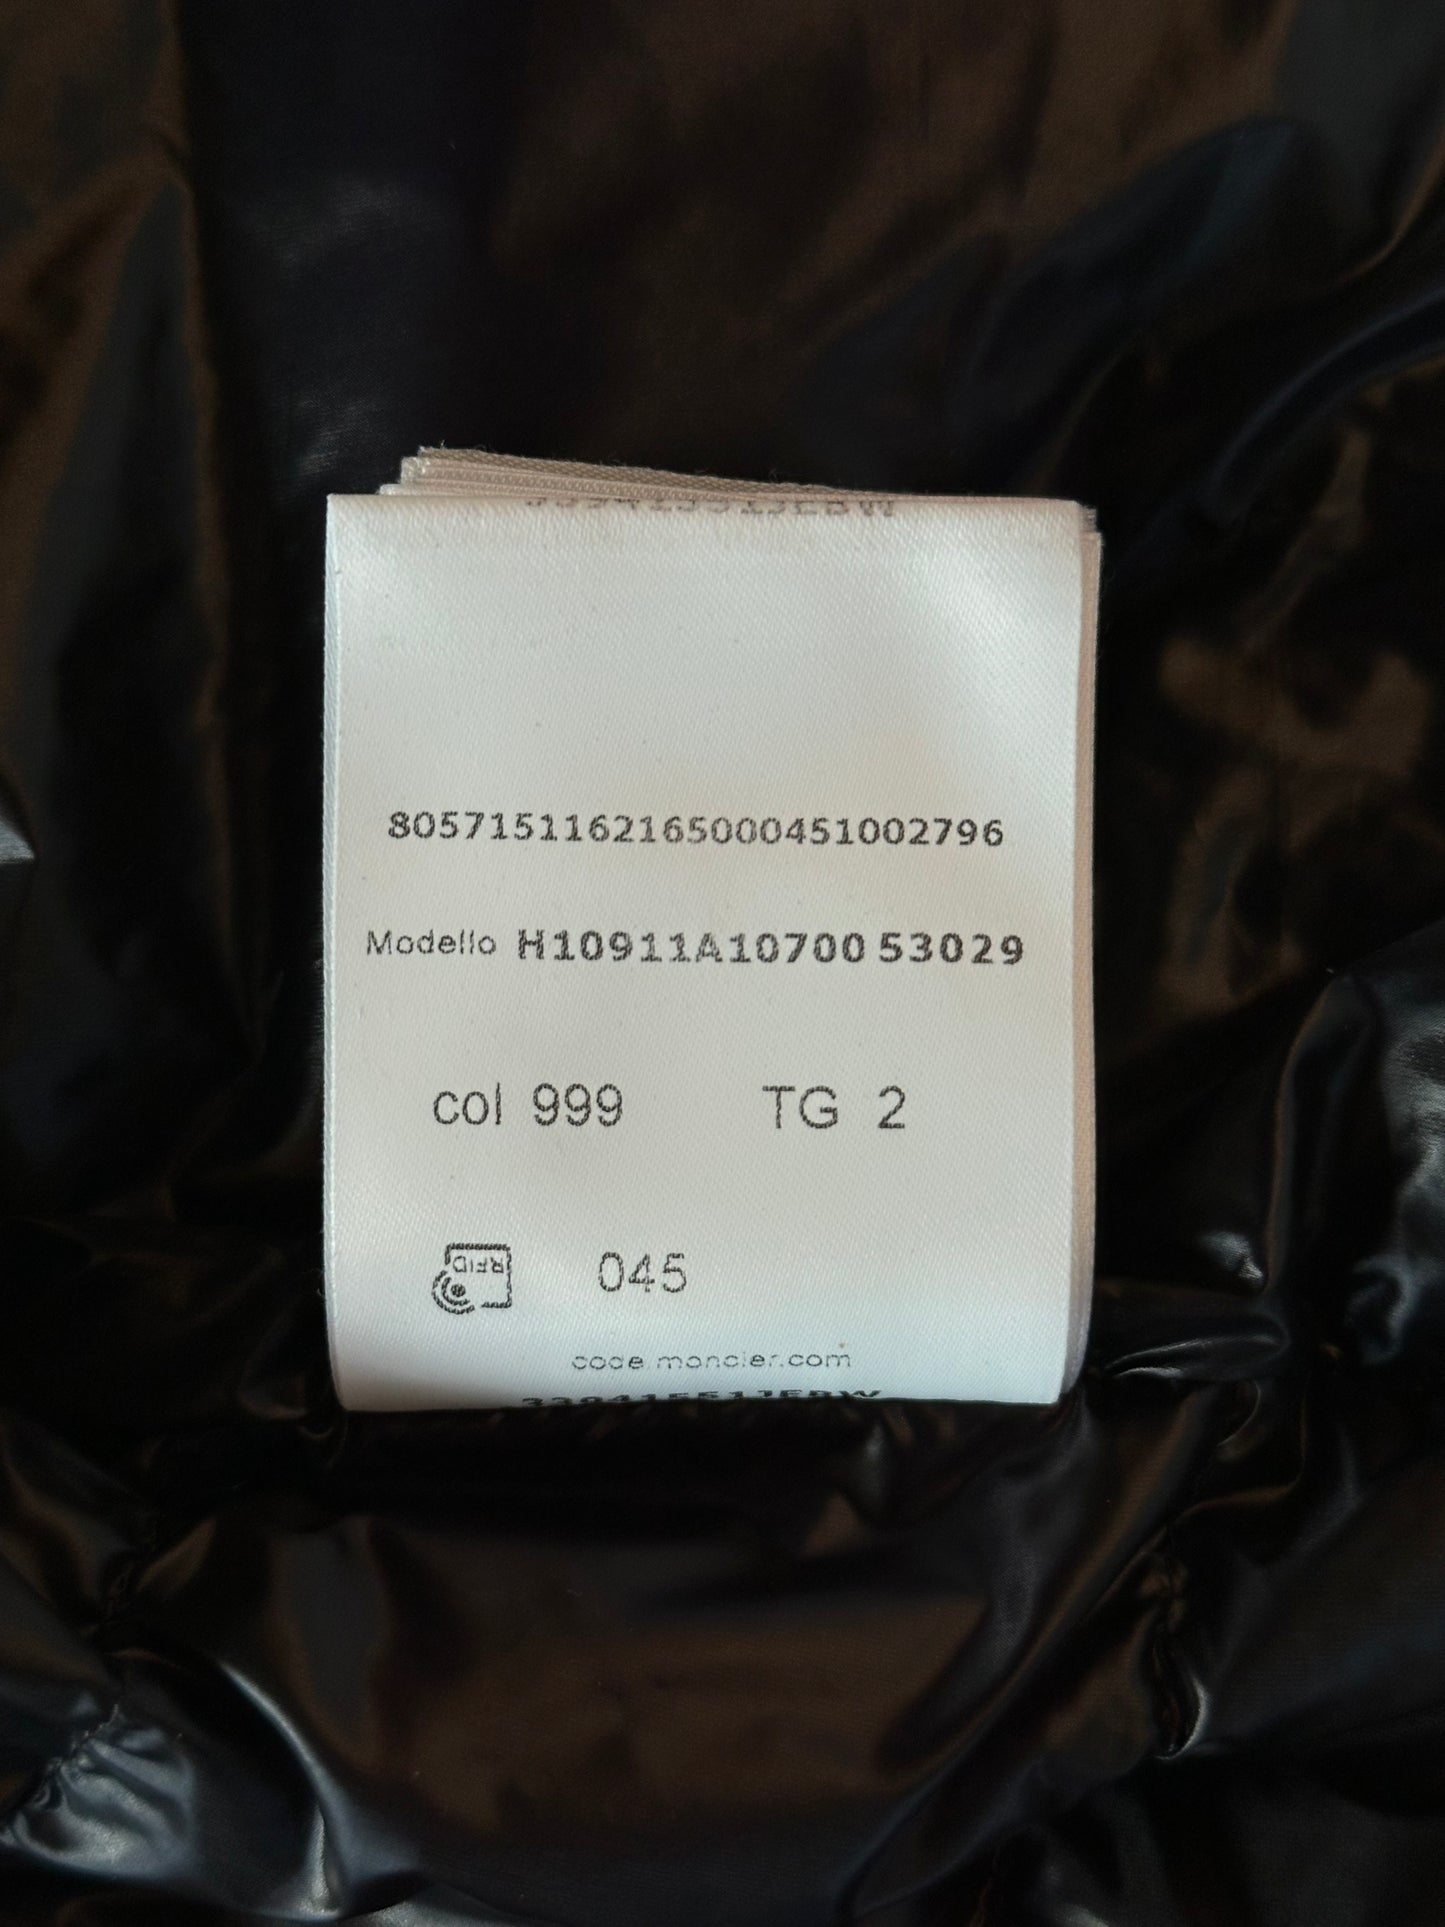 8057151162165000451002796
Modello H10911A10700 53029
col 999 TG 2
RFID 045
code.moncler.com